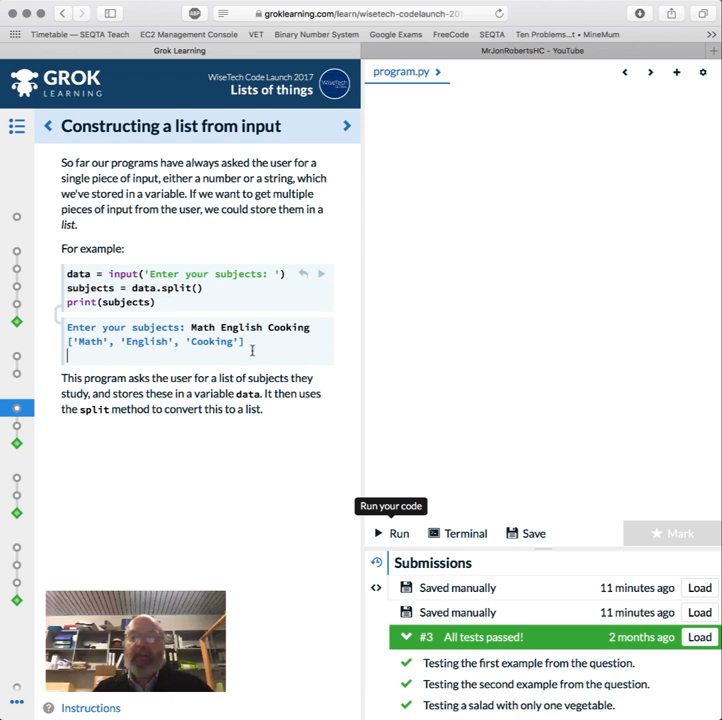 groklearning.com/learn/wisetech-codelaunch-201
Timetable — SEQTA Teach EC2 Management Console VET Binary Number System Google Exams FreeCode SEQTA Ten Problems...t • MineMum
Grok Learning MrJonRobertsHC - YouTube
GROK
LEARNING
WiseTech Code Launch 2017
Lists of things
WiseTech
program.py
Constructing a list from input
So far our programs have always asked the user for a
single piece of input, either a number or a string, which
we've stored in a variable. If we want to get multiple
pieces of input from the user, we could store them in a
list.
For example:
data = input('Enter your subjects: ')
subjects = data.split()
print(subjects)
Enter your subjects: Math English Cooking
['Math', 'English', 'Cooking']
This program asks the user for a list of subjects they
study, and stores these in a variable data. It then uses
the split method to convert this to a list.
Run your code
Run Terminal Save Mark
Submissions
Saved manually 11 minutes ago Load
Saved manually 11 minutes ago Load
#3 All tests passed! 2 months ago Load
Testing the first example from the question.
Testing the second example from the question.
Testing a salad with only one vegetable.
Instructions